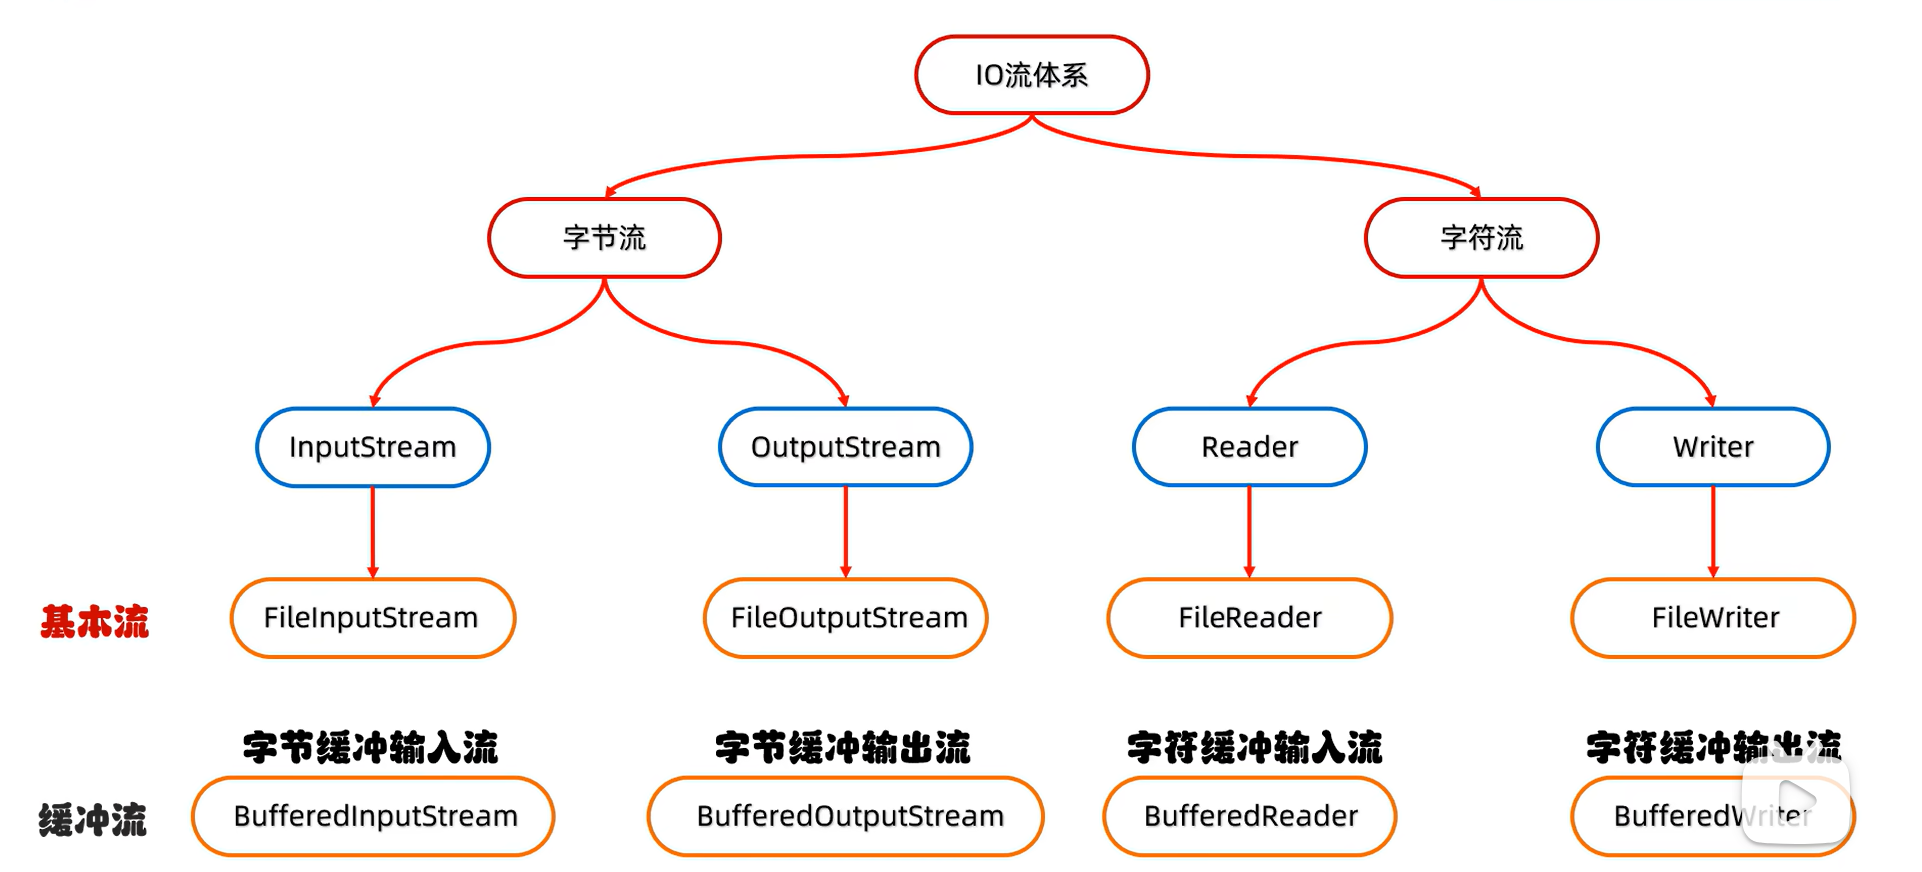 IO流体系
字节流
字符流
InputStream
OutputStream
Reader
Writer
基本流
FileInputStream
FileOutputStream
FileReader
FileWriter
字节缓冲输入流
字节缓冲输出流
字符缓冲输入流
字符缓冲输出流
缓冲流
BufferedInputStream
BufferedOutputStream
BufferedReader
BufferedWriter